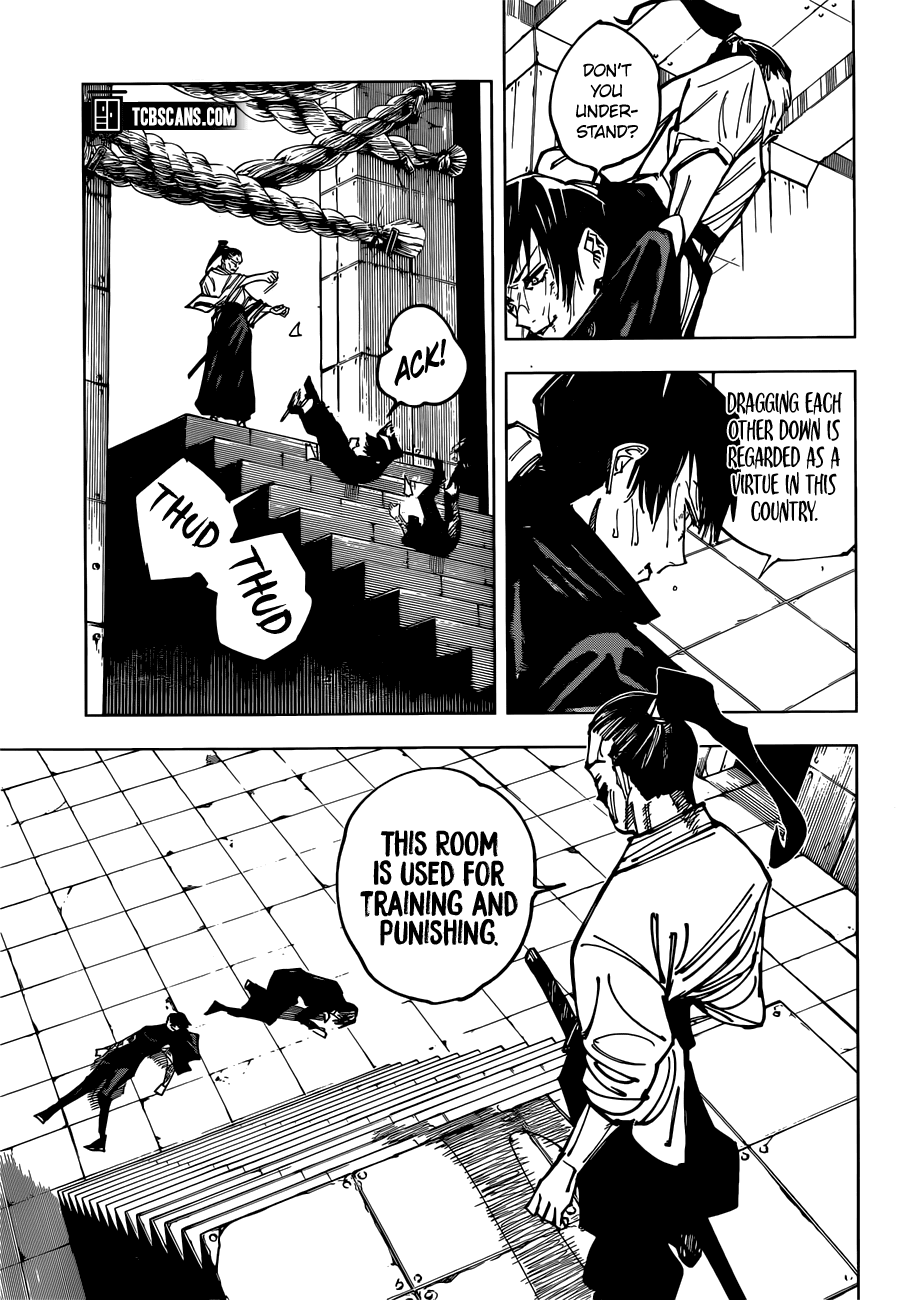 DON'T
YOU
UNDER-
STAND?
DRAGGING EACH
OTHER DOWN IS
REGARDED AS A
VIRTUE IN THIS
COUNTRY.
TCBSCANS.COM
ACK!
THUD
THUD
THIS ROOM
IS USED FOR
TRAINING AND
PUNISHING.